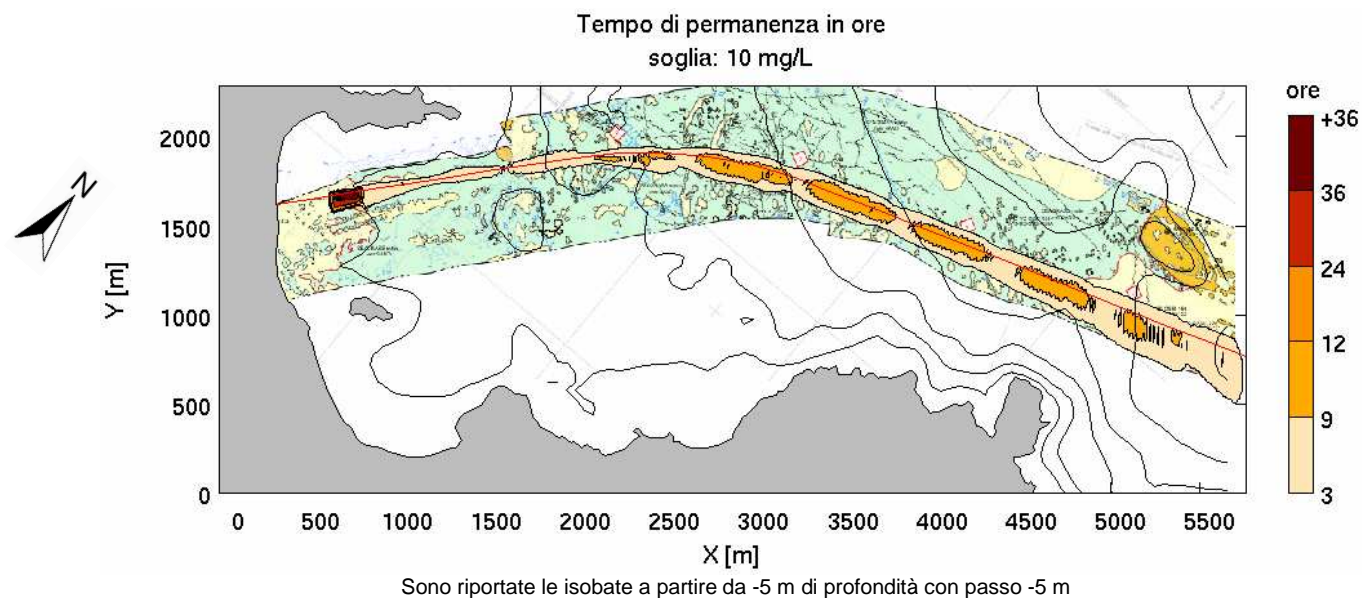 Tempo di permanenza in ore
soglia: 10 mg/L
ore
+36
36
24
12
9
3
N
2000
1500
1000
500
0
Y [m]
0 500 1000 1500 2000 2500 3000 3500 4000 4500 5000 5500
X [m]
Sono riportate le isobate a partire da -5 m di profondità con passo -5 m